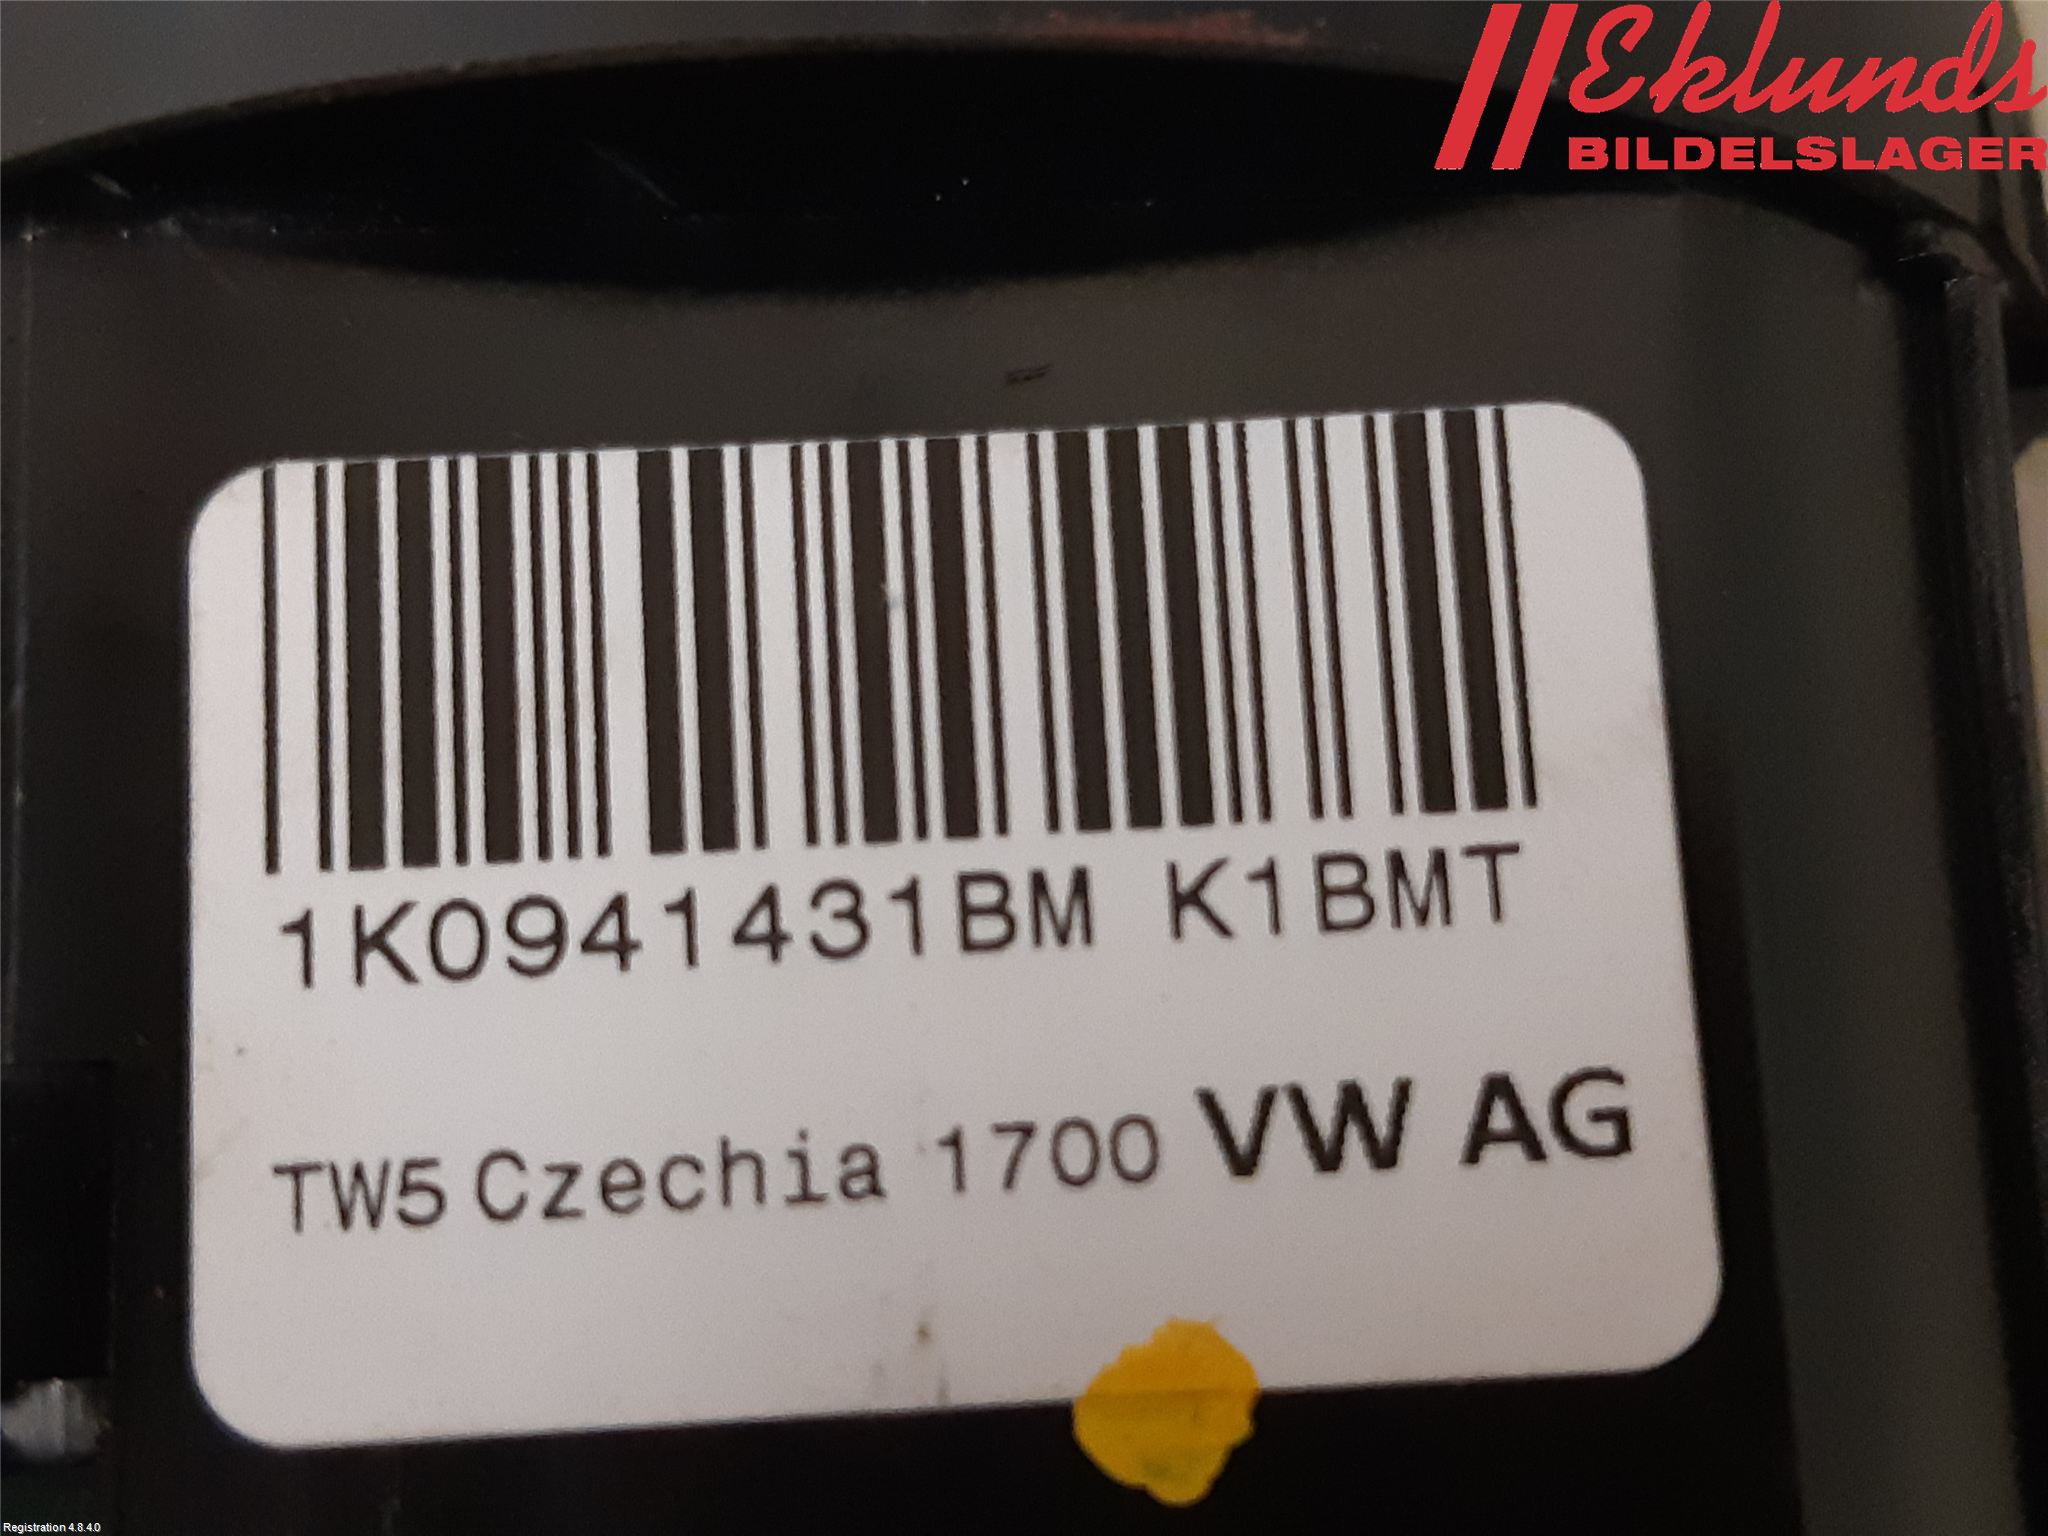 Eklunds
BILDELSLAGER
1K0941431BM K1BMT
TW5 Czechia 1700 VW AG
Registration 4.8.4.0